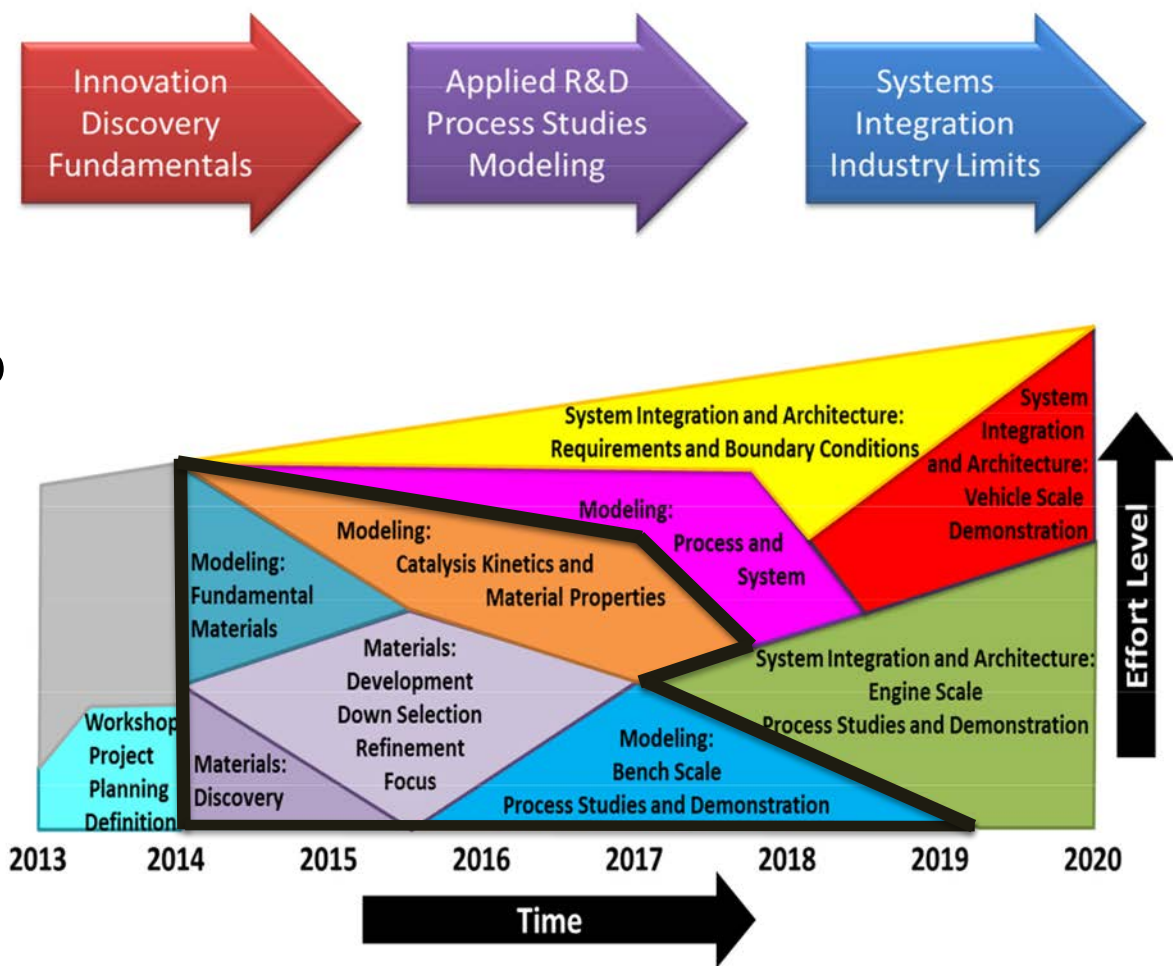 Innovation
Discovery
Fundamentals
Applied R&D
Process Studies
Modeling
Systems
Integration
Industry Limits
System Integration and Architecture:
Requirements and Boundary Conditions
System
Integration
and Architecture:
Vehicle Scale
Demonstration
Modeling:
Process and
System
Modeling:
Catalysis Kinetics and
Material Properties
Modeling:
Fundamental
Materials
Materials:
Development
Down Selection
Refinement
Focus
System Integration and Architecture:
Engine Scale
Process Studies and Demonstration
Workshop
Project
Planning
Definition
Materials:
Discovery
Modeling:
Bench Scale
Process Studies and Demonstration
Effort Level
2013 2014 2015 2016 2017 2018 2019 2020
Time